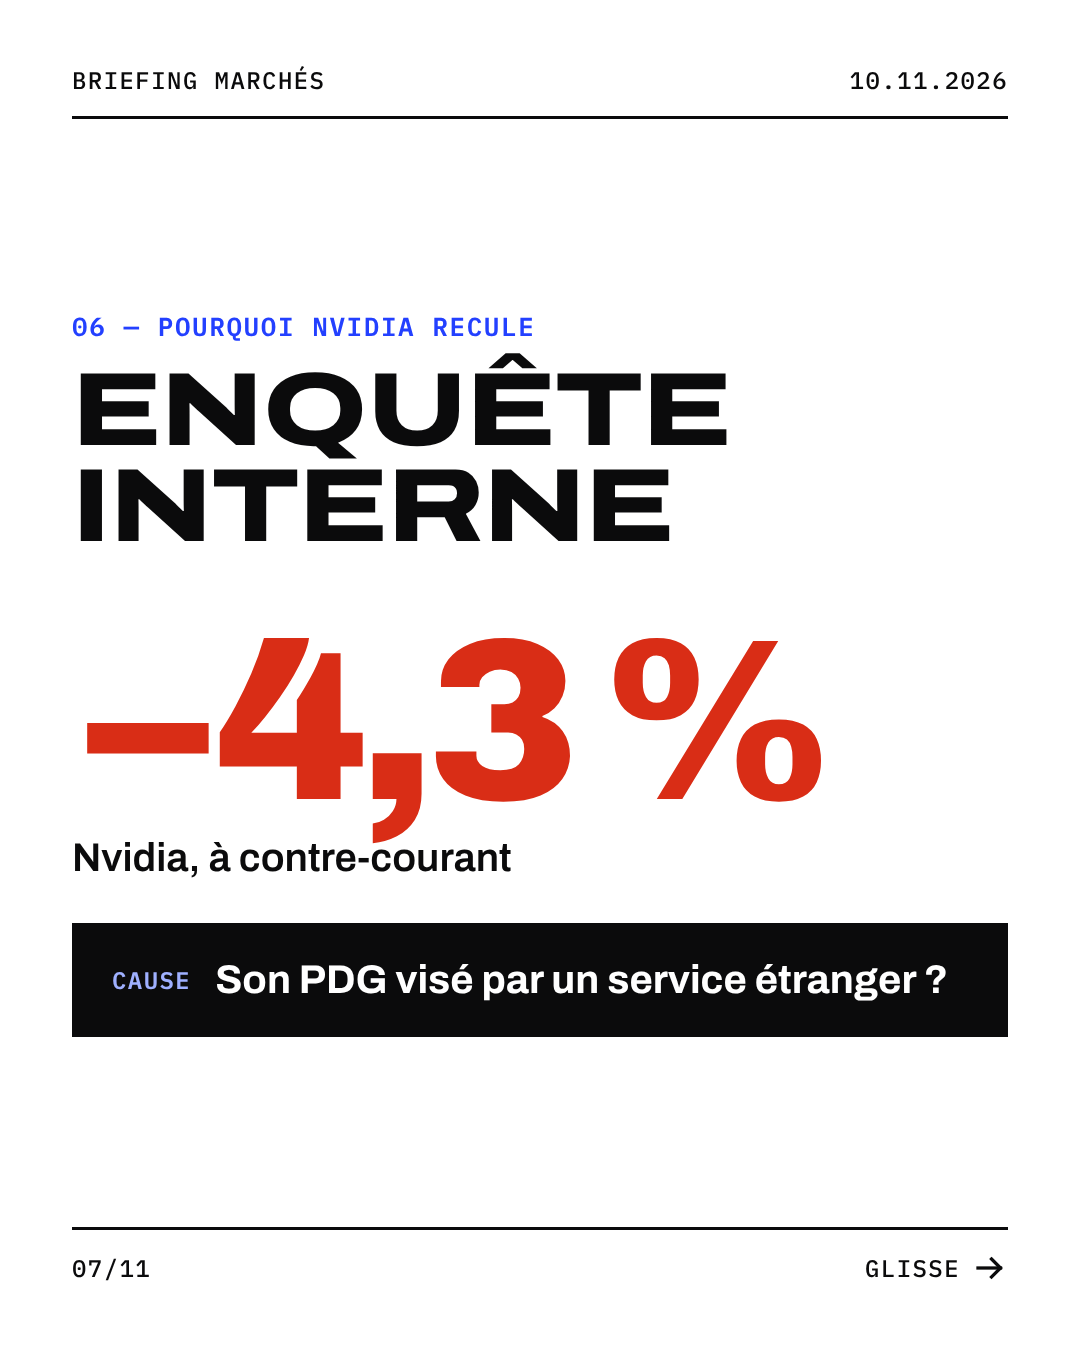 BRIEFING MARCHÉS
10.11.2026
06 — POURQUOI NVIDIA RECULE
ENQUÊTE
INTERNE
–4,3 %
Nvidia, à contre-courant
CAUSE Son PDG visé par un service étranger ?
07/11
GLISSE →